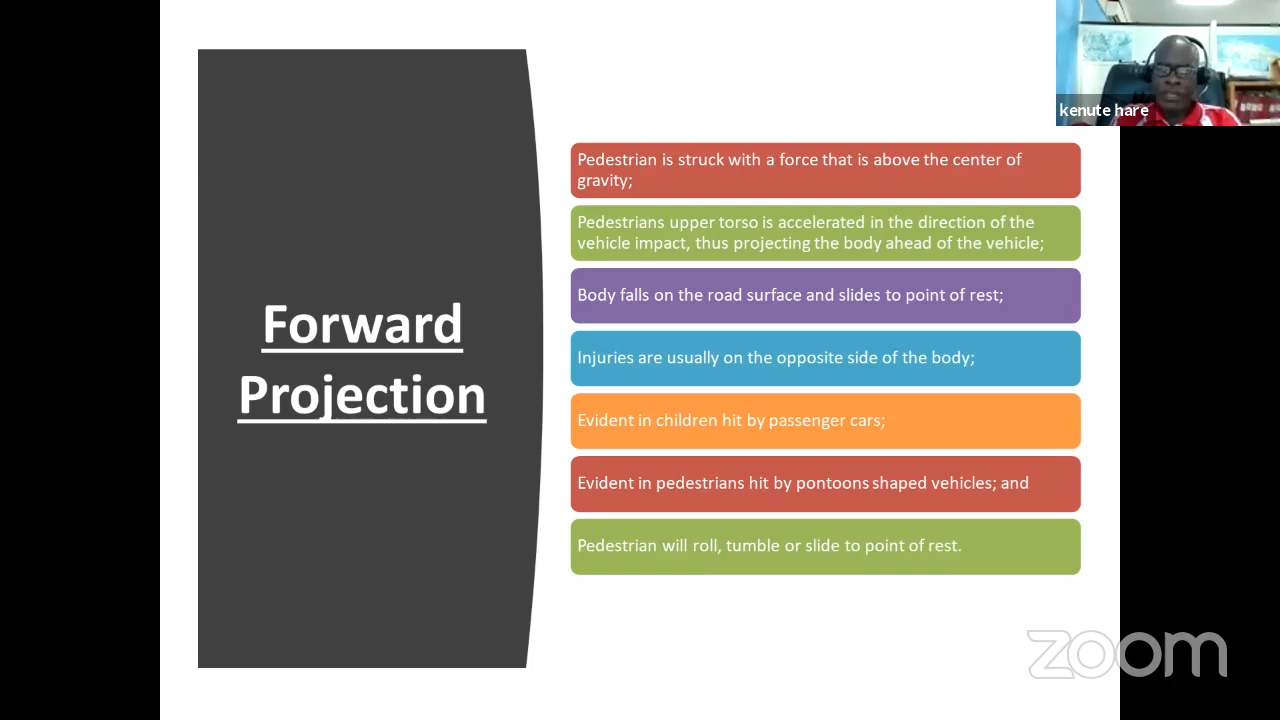 kenute hare
Forward
Projection
Pedestrian is struck with a force that is above the center of
gravity;
Pedestrians upper torso is accelerated in the direction of the
vehicle impact, thus projecting the body ahead of the vehicle;
Body falls on the road surface and slides to point of rest;
Injuries are usually on the opposite side of the body;
Evident in children hit by passenger cars;
Evident in pedestrians hit by pontoons shaped vehicles; and
Pedestrian will roll, tumble or slide to point of rest.
zoom